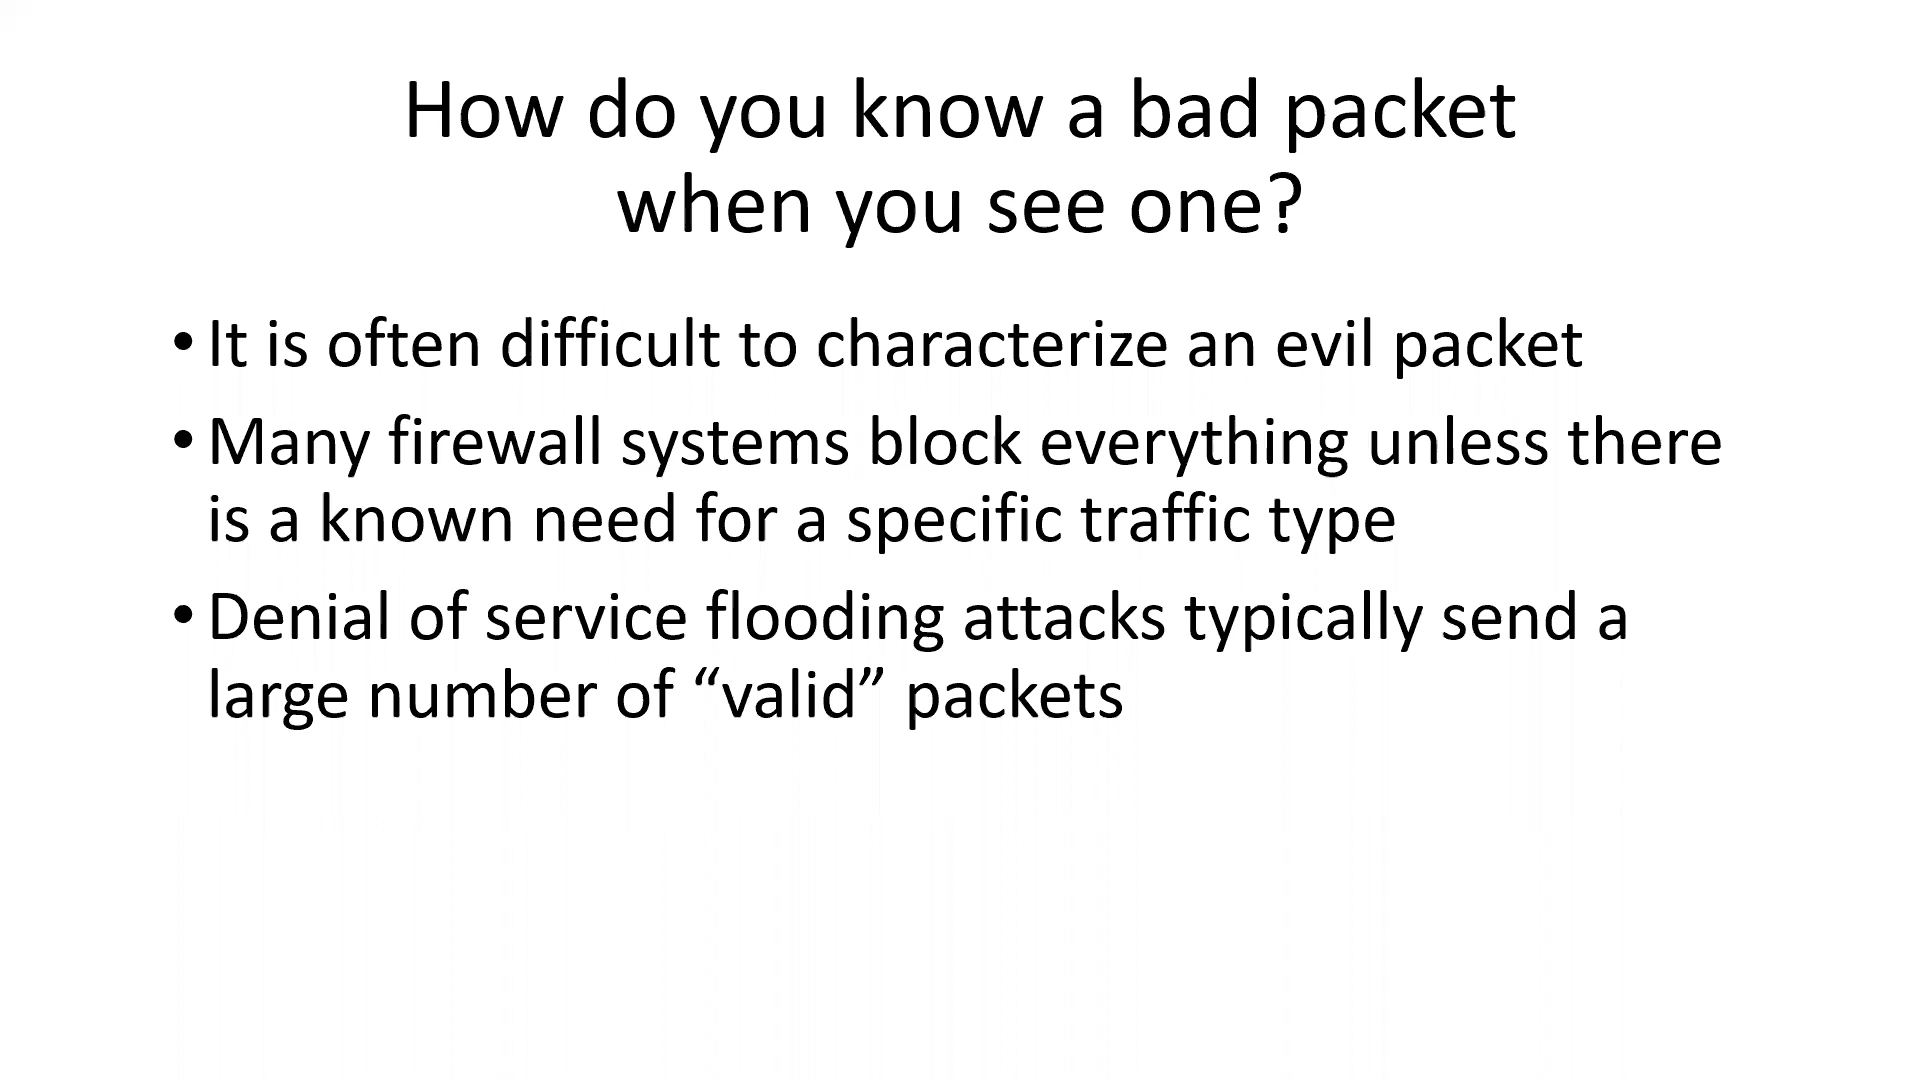 How do you know a bad packet
when you see one?
• It is often difficult to characterize an evil packet
• Many firewall systems block everything unless there
is a known need for a specific traffic type
• Denial of service flooding attacks typically send a
large number of “valid” packets